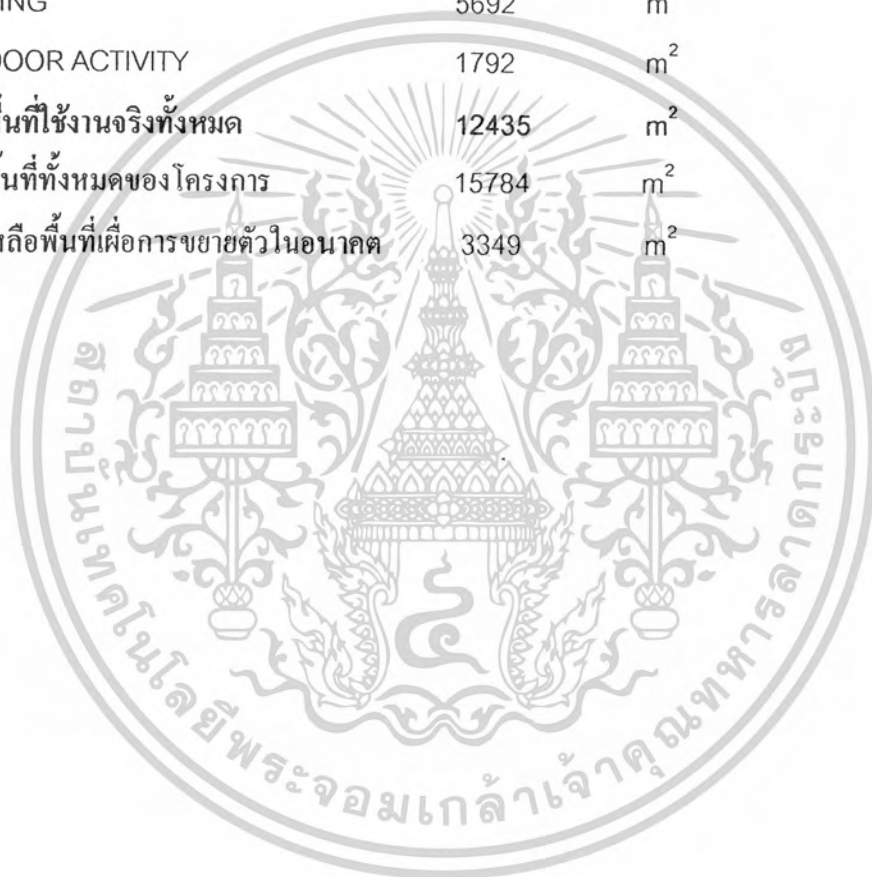 ING 5692 m
DOOR ACTIVITY 1792 m²
พื้นที่ใช้งานจริงทั้งหมด 12435 m²
พื้นที่ทั้งหมดของโครงการ 15784 m²
หลือพื้นที่เผื่อการขยายตัวในอนาคต 3349 m²
สถาบันเทคโนโลยีพระจอมเกล้าเจ้าคุณทหารลาดกระบัง